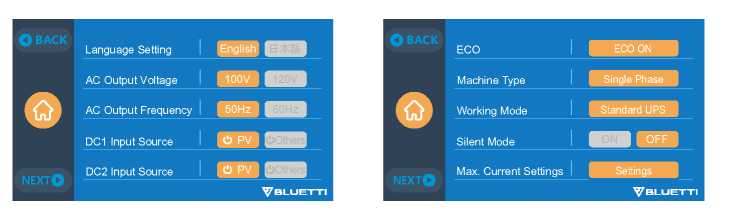 BACK
Language Setting English 日本語
AC Output Voltage 100V 120V
AC Output Frequency 50Hz 60Hz
DC1 Input Source PV Others
DC2 Input Source PV Others
NEXT
BLUETTI
BACK
ECO ECO ON
Machine Type Single Phase
Working Mode Standard UPS
Silent Mode ON OFF
Max. Current Settings Settings
NEXT
BLUETTI